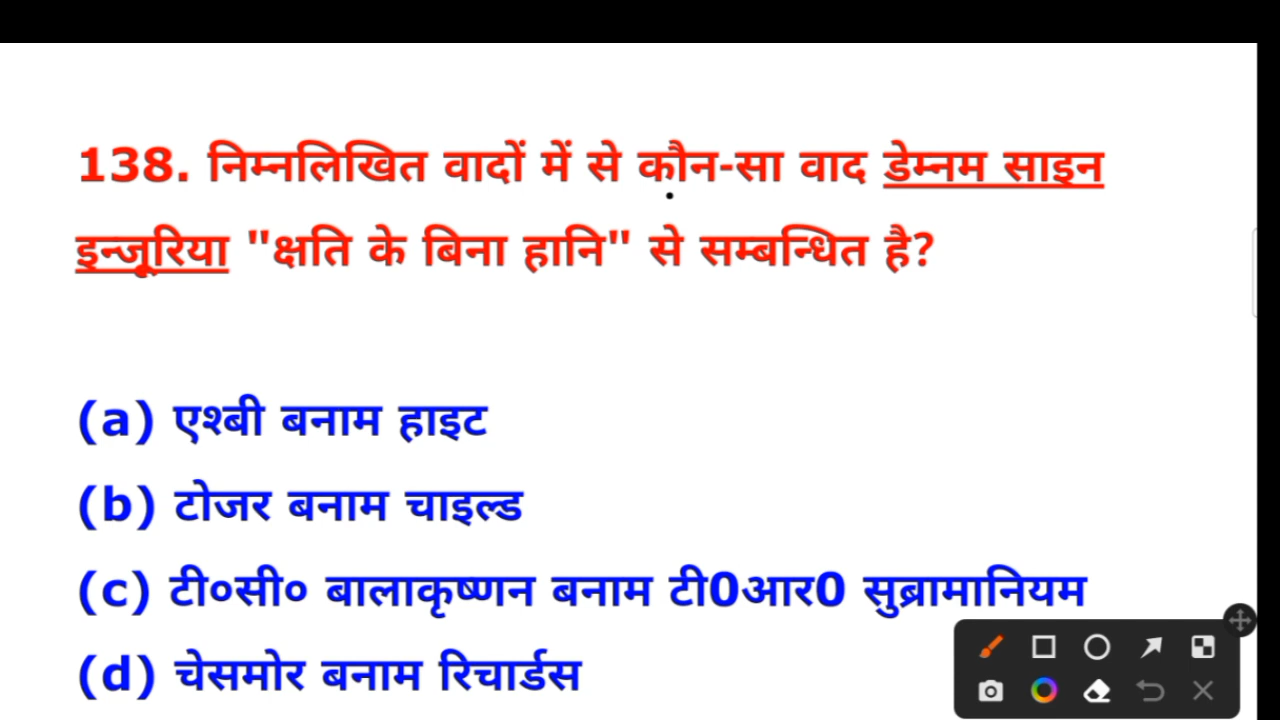 138. निम्नलिखित वादों में से कौन-सा वाद डेम्नम साइन
इन्जूरिया "क्षति के बिना हानि" से सम्बन्धित है?
(a) एश्बी बनाम हाइट
(b) टोजर बनाम चाइल्ड
(c) टी०सी० बालाकृष्णन बनाम टी0आर0 सुब्रामानियम
(d) चेसमोर बनाम रिचार्डस